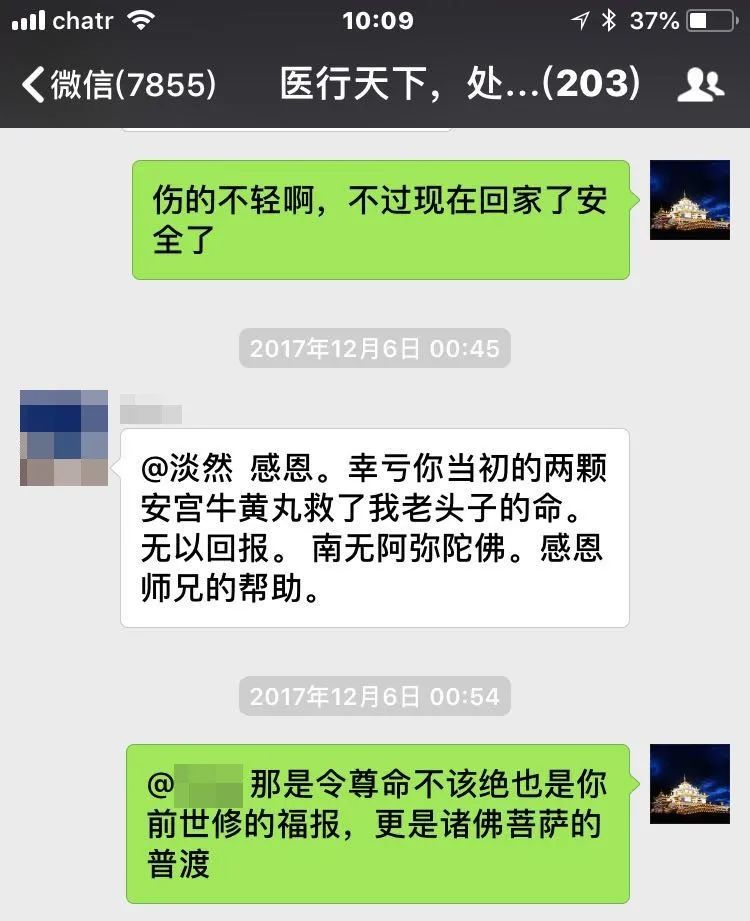 chatr 10:09 37%
微信(7855) 医行天下，处...(203)
伤的不轻啊，不过现在回家了安
全了
2017年12月6日 00:45
@淡然 感恩。幸亏你当初的两颗
安宫牛黄丸救了我老头子的命。
无以回报。 南无阿弥陀佛。感恩
师兄的帮助。
2017年12月6日 00:54
@ 那是令尊命不该绝也是你
前世修的福报，更是诸佛菩萨的
普渡